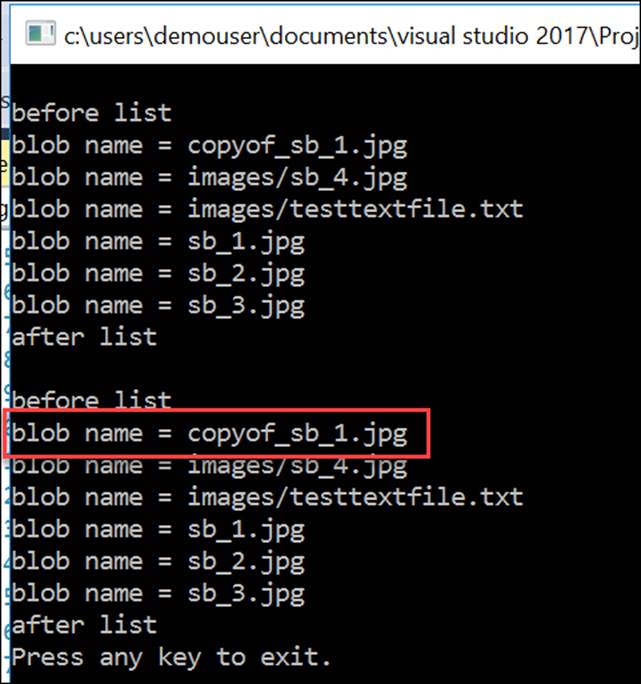 c:\users\demouser\documents\visual studio 2017\Proj
before list
blob name = copyof_sb_1.jpg
blob name = images/sb_4.jpg
blob name = images/testtextfile.txt
blob name = sb_1.jpg
blob name = sb_2.jpg
blob name = sb_3.jpg
after list
before list
blob name = copyof_sb_1.jpg
blob name = images/sb_4.jpg
blob name = images/testtextfile.txt
blob name = sb_1.jpg
blob name = sb_2.jpg
blob name = sb_3.jpg
after list
Press any key to exit.